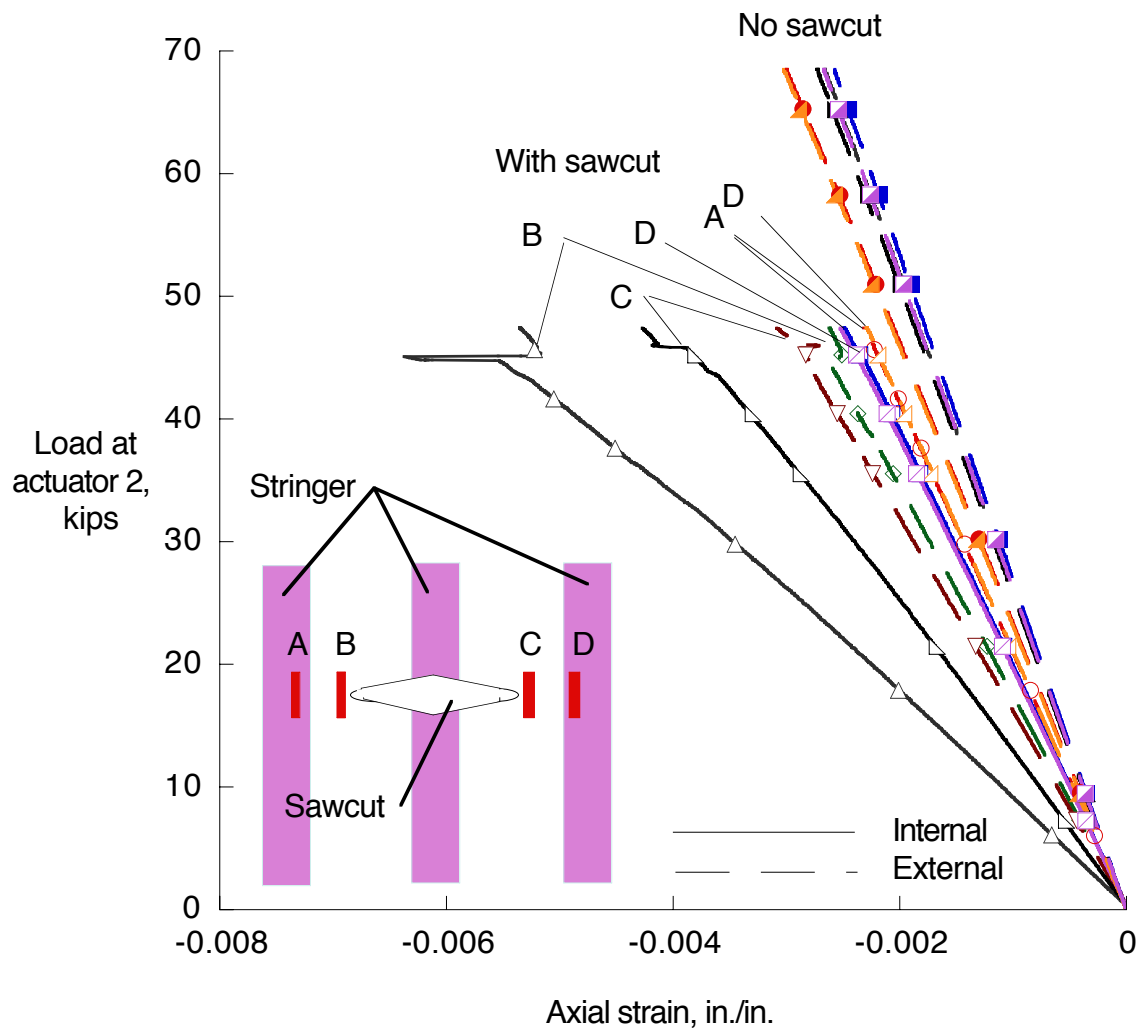 No sawcut
70
60
With sawcut
D
B
D
A
50
C
40
Load at
actuator 2,
kips
Stringer
30
A
B
C
D
20
Sawcut
10
Internal
External
0
-0.008
-0.006
-0.004
-0.002
0
Axial strain, in./in.